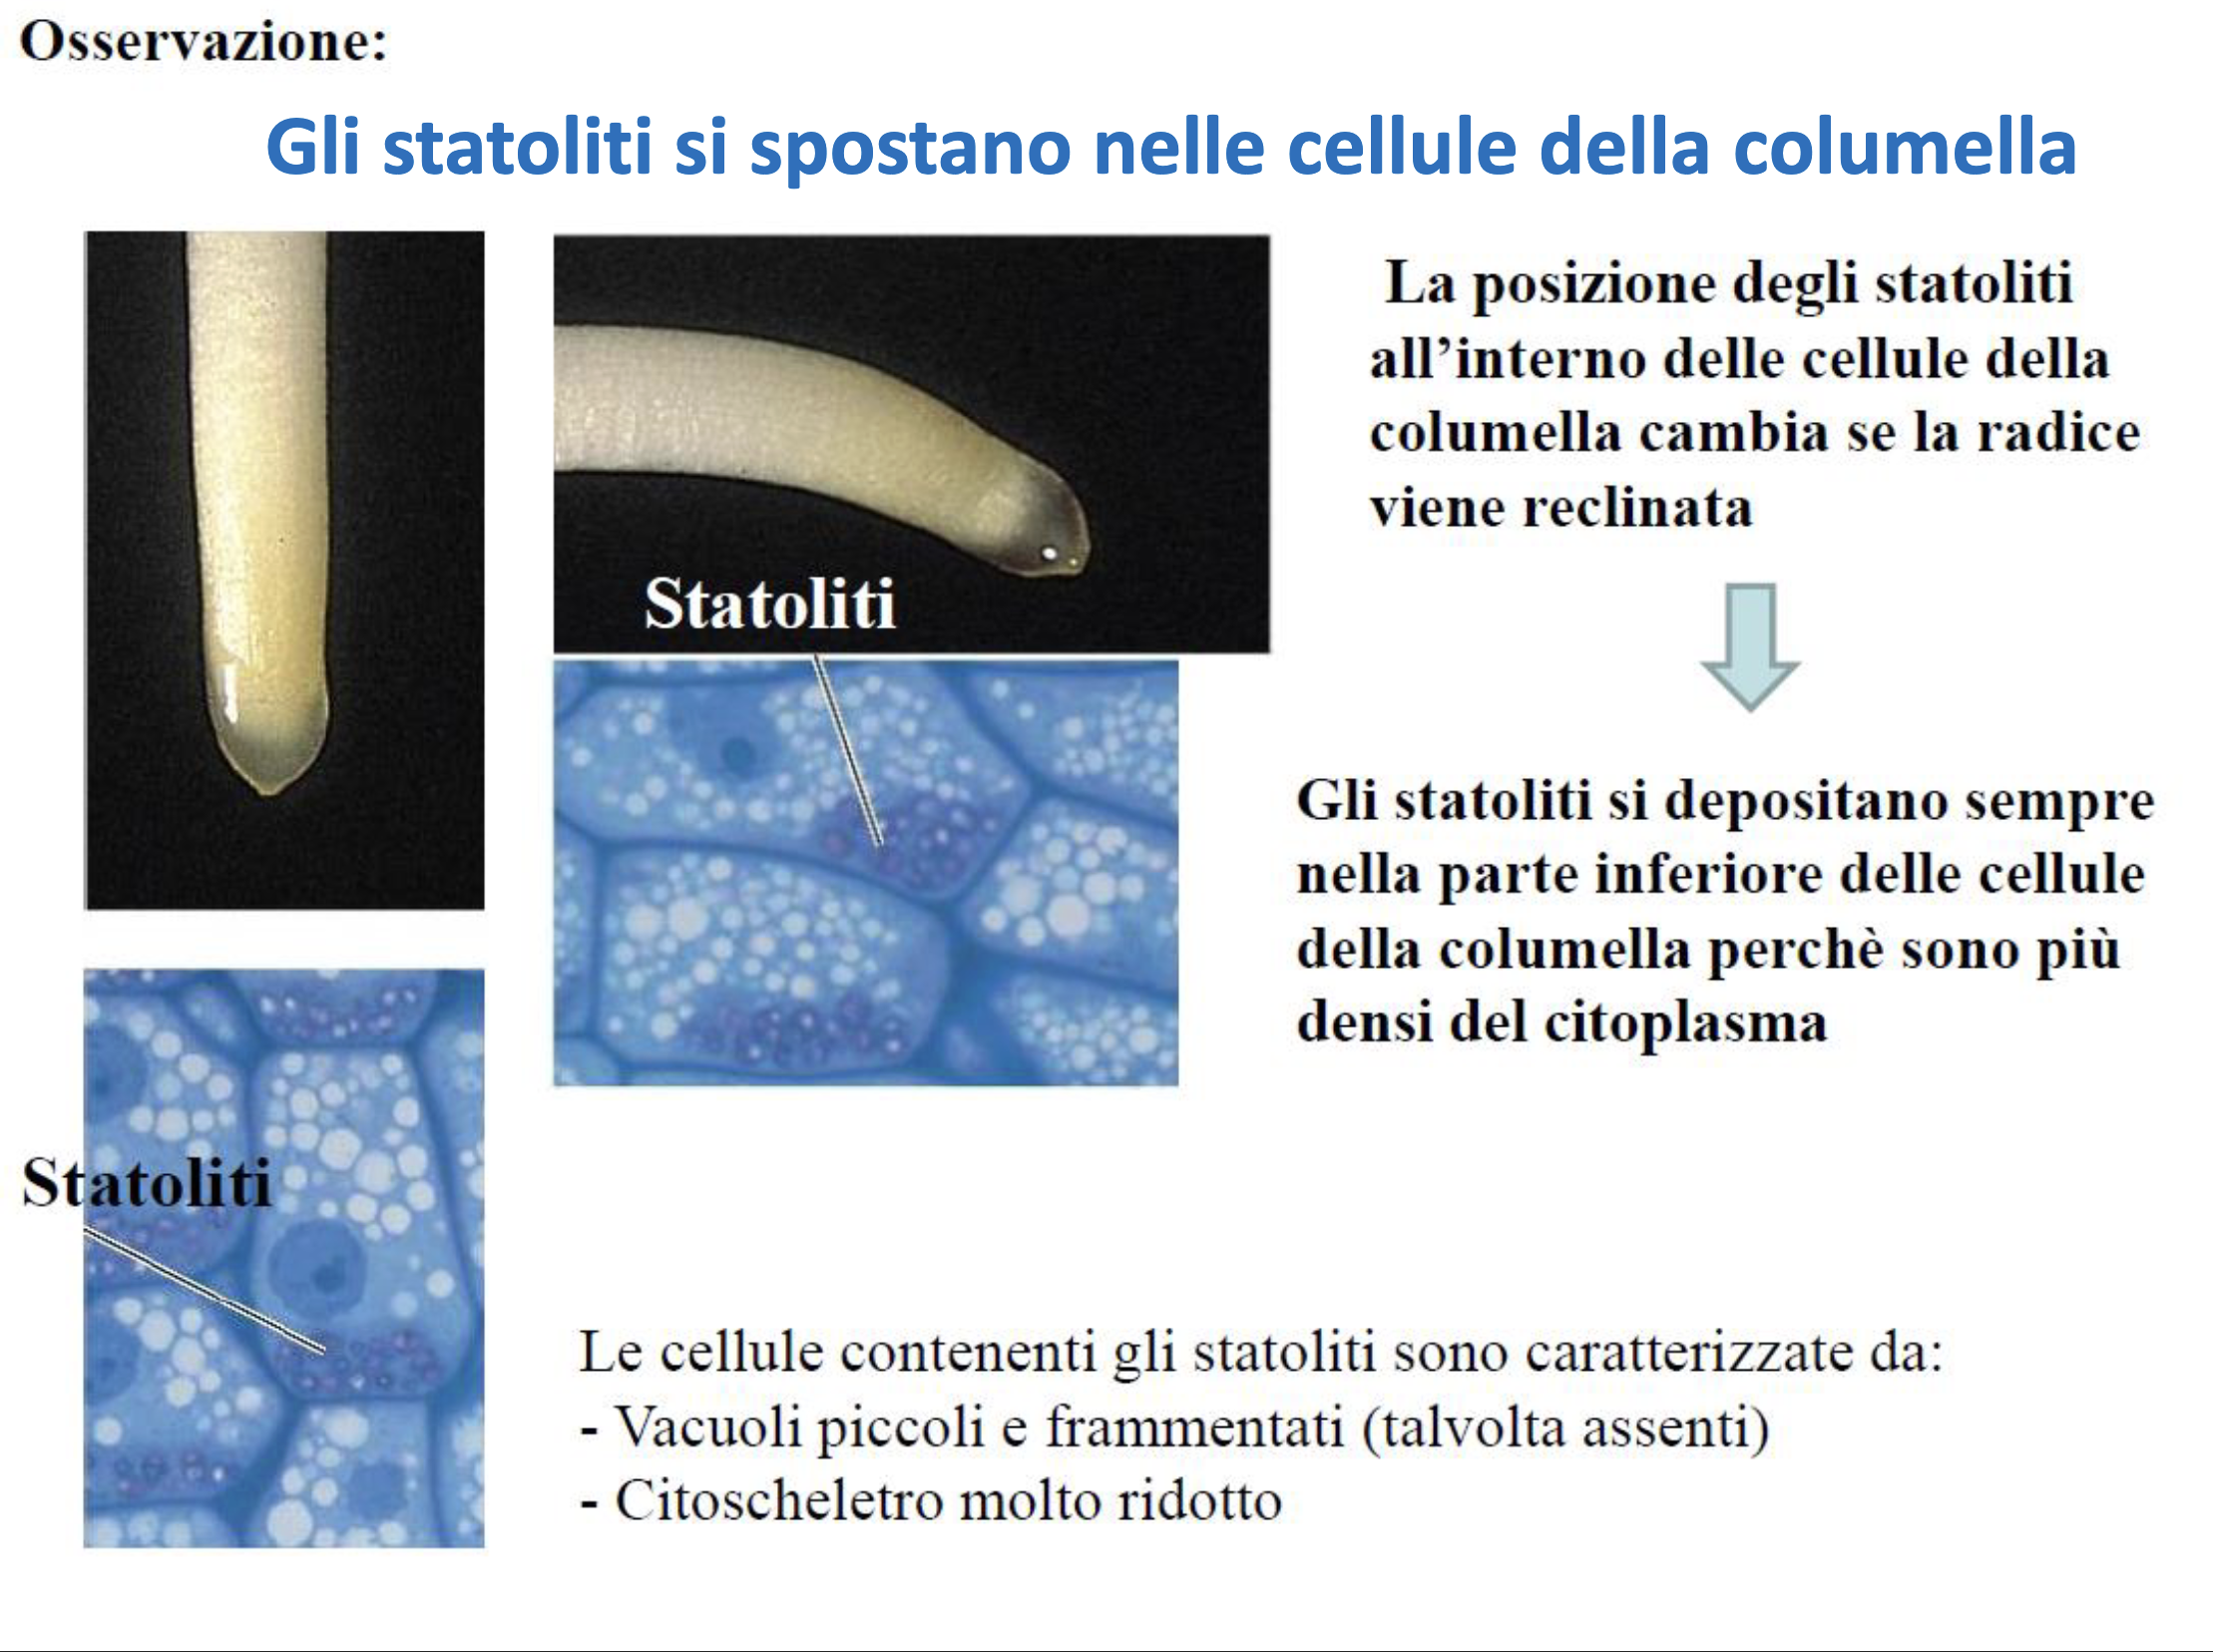 Osservazione:
Gli statoliti si spostano nelle cellule della columella
La posizione degli statoliti
all’interno delle cellule della
columella cambia se la radice
viene reclinata
Statoliti
Gli statoliti si depositano sempre
nella parte inferiore delle cellule
della columella perchè sono più
densi del citoplasma
Statoliti
Le cellule contenenti gli statoliti sono caratterizzate da:
- Vacuoli piccoli e frammentati (talvolta assenti)
- Citoscheletro molto ridotto